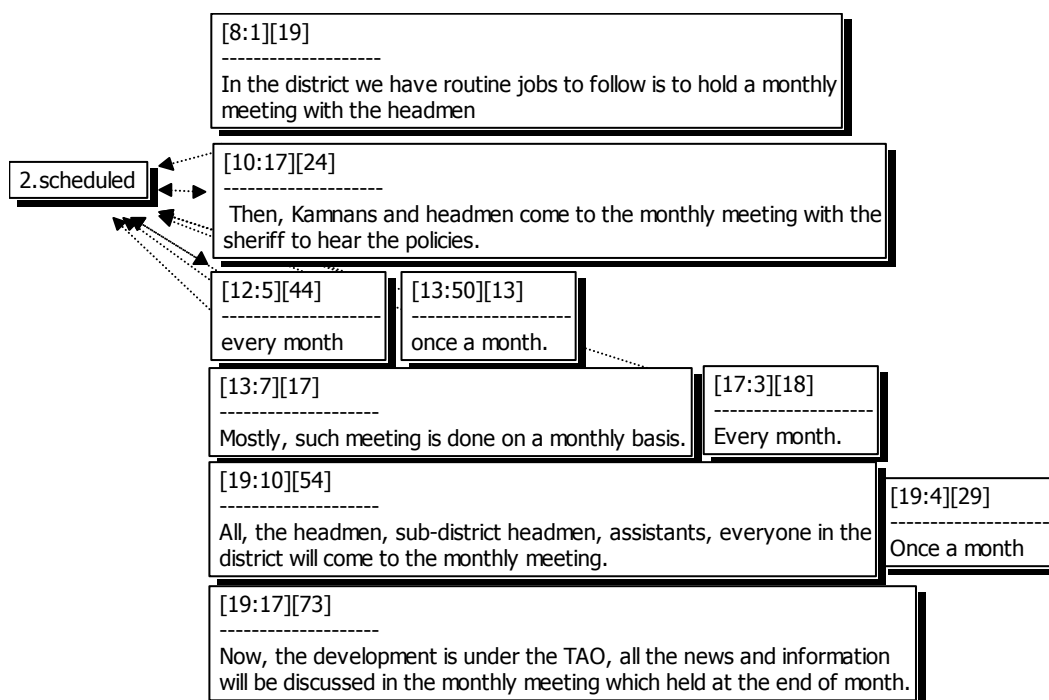 [8:1][19]
--------------------
In the district we have routine jobs to follow is to hold a monthly
meeting with the headmen
2.scheduled
[10:17][24]
--------------------
Then, Kamnans and headmen come to the monthly meeting with the
sheriff to hear the policies.
[12:5][44]
--------------------
every month
[13:50][13]
--------------------
once a month.
[13:7][17]
--------------------
Mostly, such meeting is done on a monthly basis.
[17:3][18]
--------------------
Every month.
[19:10][54]
--------------------
All, the headmen, sub-district headmen, assistants, everyone in the
district will come to the monthly meeting.
[19:4][29]
--------------------
Once a month
[19:17][73]
--------------------
Now, the development is under the TAO, all the news and information
will be discussed in the monthly meeting which held at the end of month.